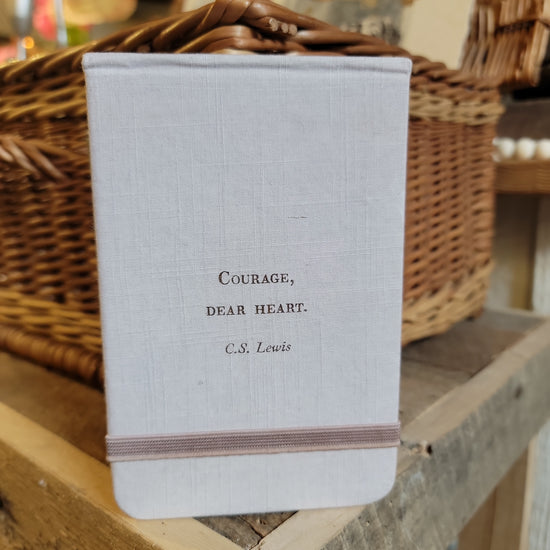 Courage,
dear heart.
C.S. Lewis